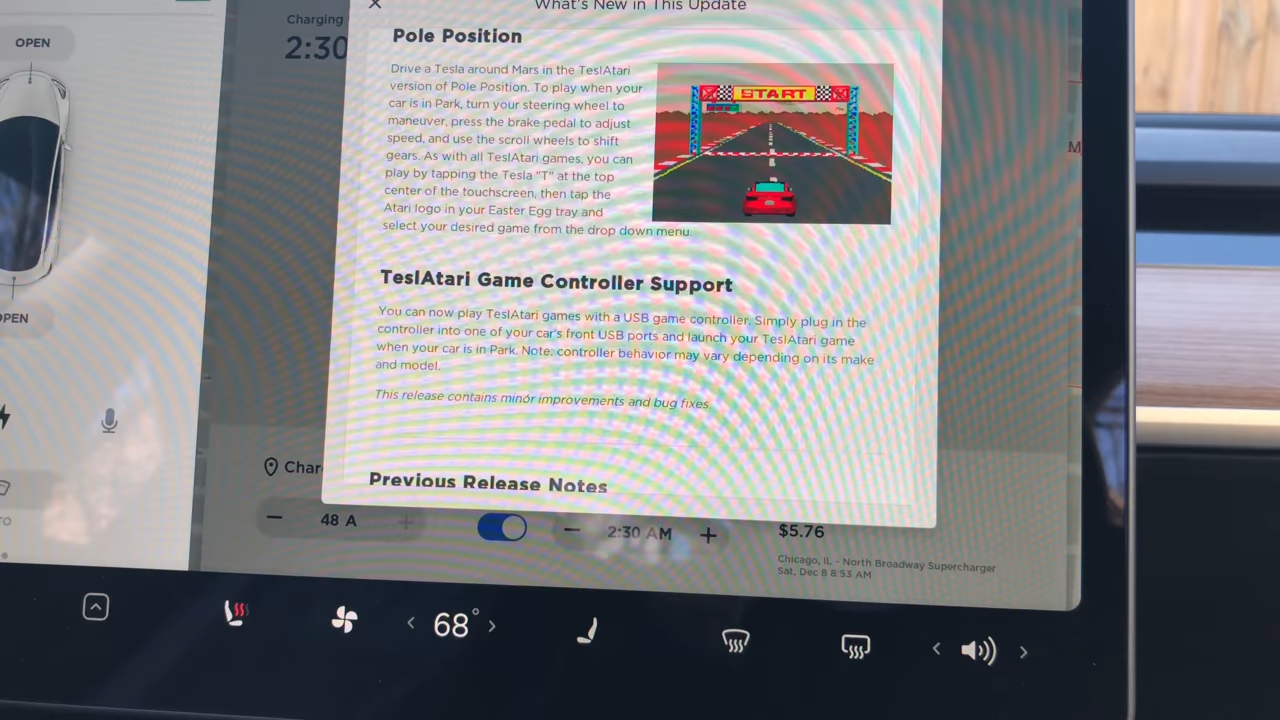 What's New in This Update
Charging
OPEN
2:30
Pole Position
Drive a Tesla around Mars in the TeslAtari
version of Pole Position. To play when your
car is in Park, turn your steering wheel to
maneuver, press the brake pedal to adjust
speed, and use the scroll wheels to shift
gears. As with all TeslAtari games, you can
play by tapping the Tesla "T" at the top
center of the touchscreen, then tap the
Atari logo in your Easter Egg tray and
select your desired game from the drop down menu.
START
M
TeslAtari Game Controller Support
You can now play TeslAtari games with a USB game controller. Simply plug in the
controller into one of your car's front USB ports and launch your TeslAtari game
when your car is in Park. Note: controller behavior may vary depending on its make
and model.
This release contains minor improvements and bug fixes.
PEN
Char
Previous Release Notes
TO
48 A
2:30 AM
$5.76
Chicago, IL - North Broadway Supercharger
Sat, Dec 8 8:53 AM
68°